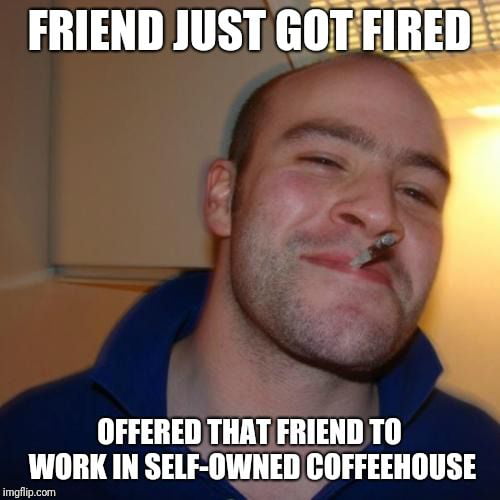 FRIEND JUST GOT FIRED
OFFERED THAT FRIEND TO
WORK IN SELF-OWNED COFFEEHOUSE
imgflip.com